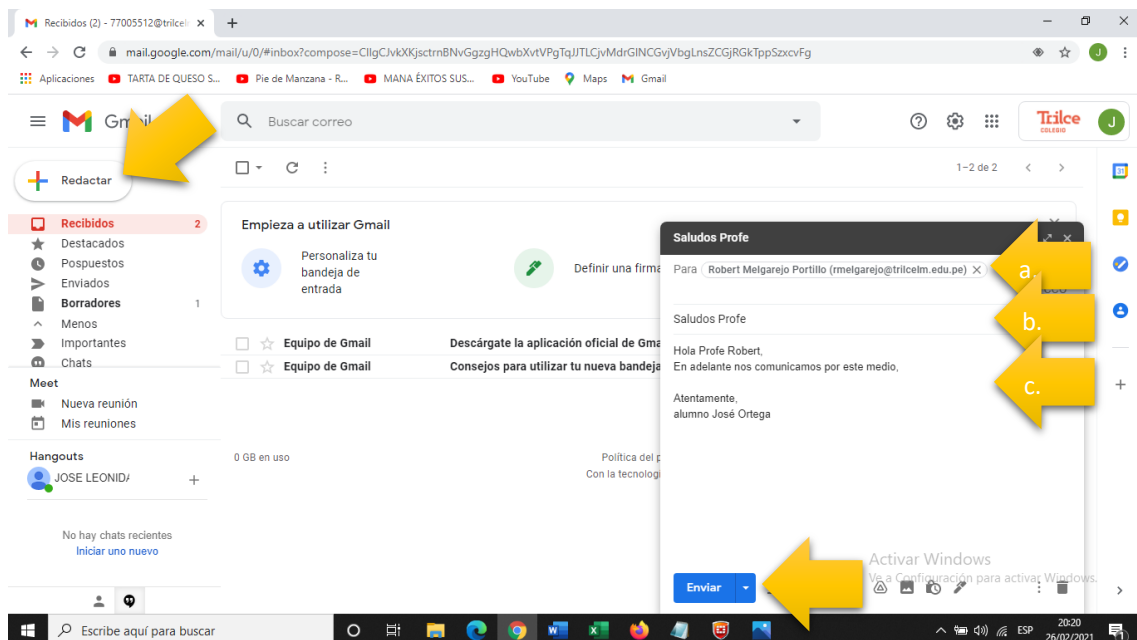 Recibidos (2) - 77005512@trilcel
mail.google.com/mail/u/0/#inbox?compose=CllgCJvkXKjsctrnBNvGgzgHQwbXvtVPgTqJJTLCjvMdrGlNCGvjVbgLnsZCGjRGkTppSzxcvFg
J
Aplicaciones TARTA DE QUESO S... Pie de Manzana - R... MANÁ ÉXITOS SUS... YouTube Maps Gmail
Buscar correo
Trilce
COLEGIO
J
Redactar
1–2 de 2
31
Recibidos 2
Destacados
Pospuestos
Enviados
Borradores 1
Menos
Importantes
Chats
Meet
Nueva reunión
Mis reuniones
Hangouts
JOSE LEONID
No hay chats recientes
Iniciar uno nuevo
Empieza a utilizar Gmail
Personaliza tu
bandeja de
entrada
Definir una firma
Equipo de Gmail Descárgate la aplicación oficial de Gma
Equipo de Gmail Consejos para utilizar tu nueva bandeja
0 GB en uso
Política del p
Con la tecnologí
Saludos Profe
Para Robert Melgarejo Portillo (rmelgarejo@trilcelm.edu.pe)
a.
Saludos Profe
b.
Hola Profe Robert,
En adelante nos comunicamos por este medio,
c.
Atentamente,
alumno José Ortega
Activar Windows
Ve a Configuración para activar Windows.
Enviar
Escribe aquí para buscar
ESP
20:20
26/02/2021